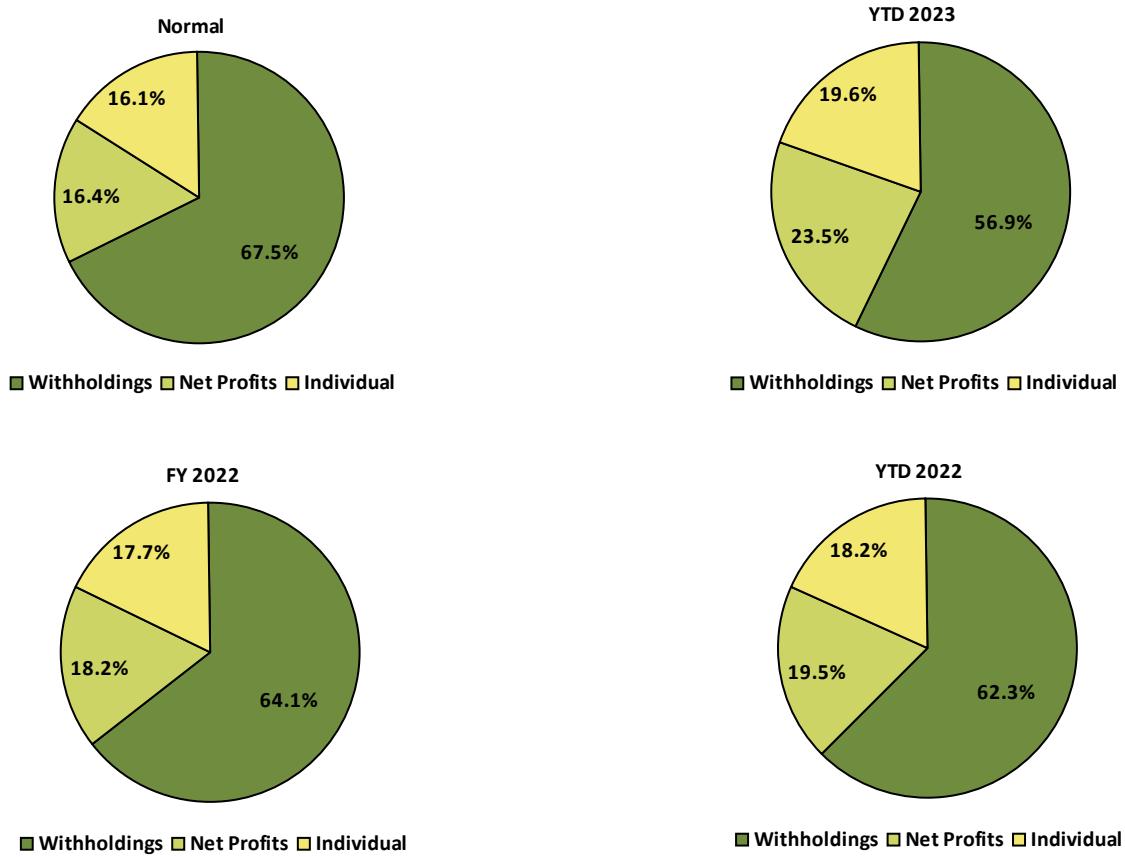 Normal
16.1%
16.4%
67.5%
Withholdings Net Profits Individual
YTD 2023
19.6%
23.5%
56.9%
Withholdings Net Profits Individual
FY 2022
17.7%
18.2%
64.1%
Withholdings Net Profits Individual
YTD 2022
18.2%
19.5%
62.3%
Withholdings Net Profits Individual